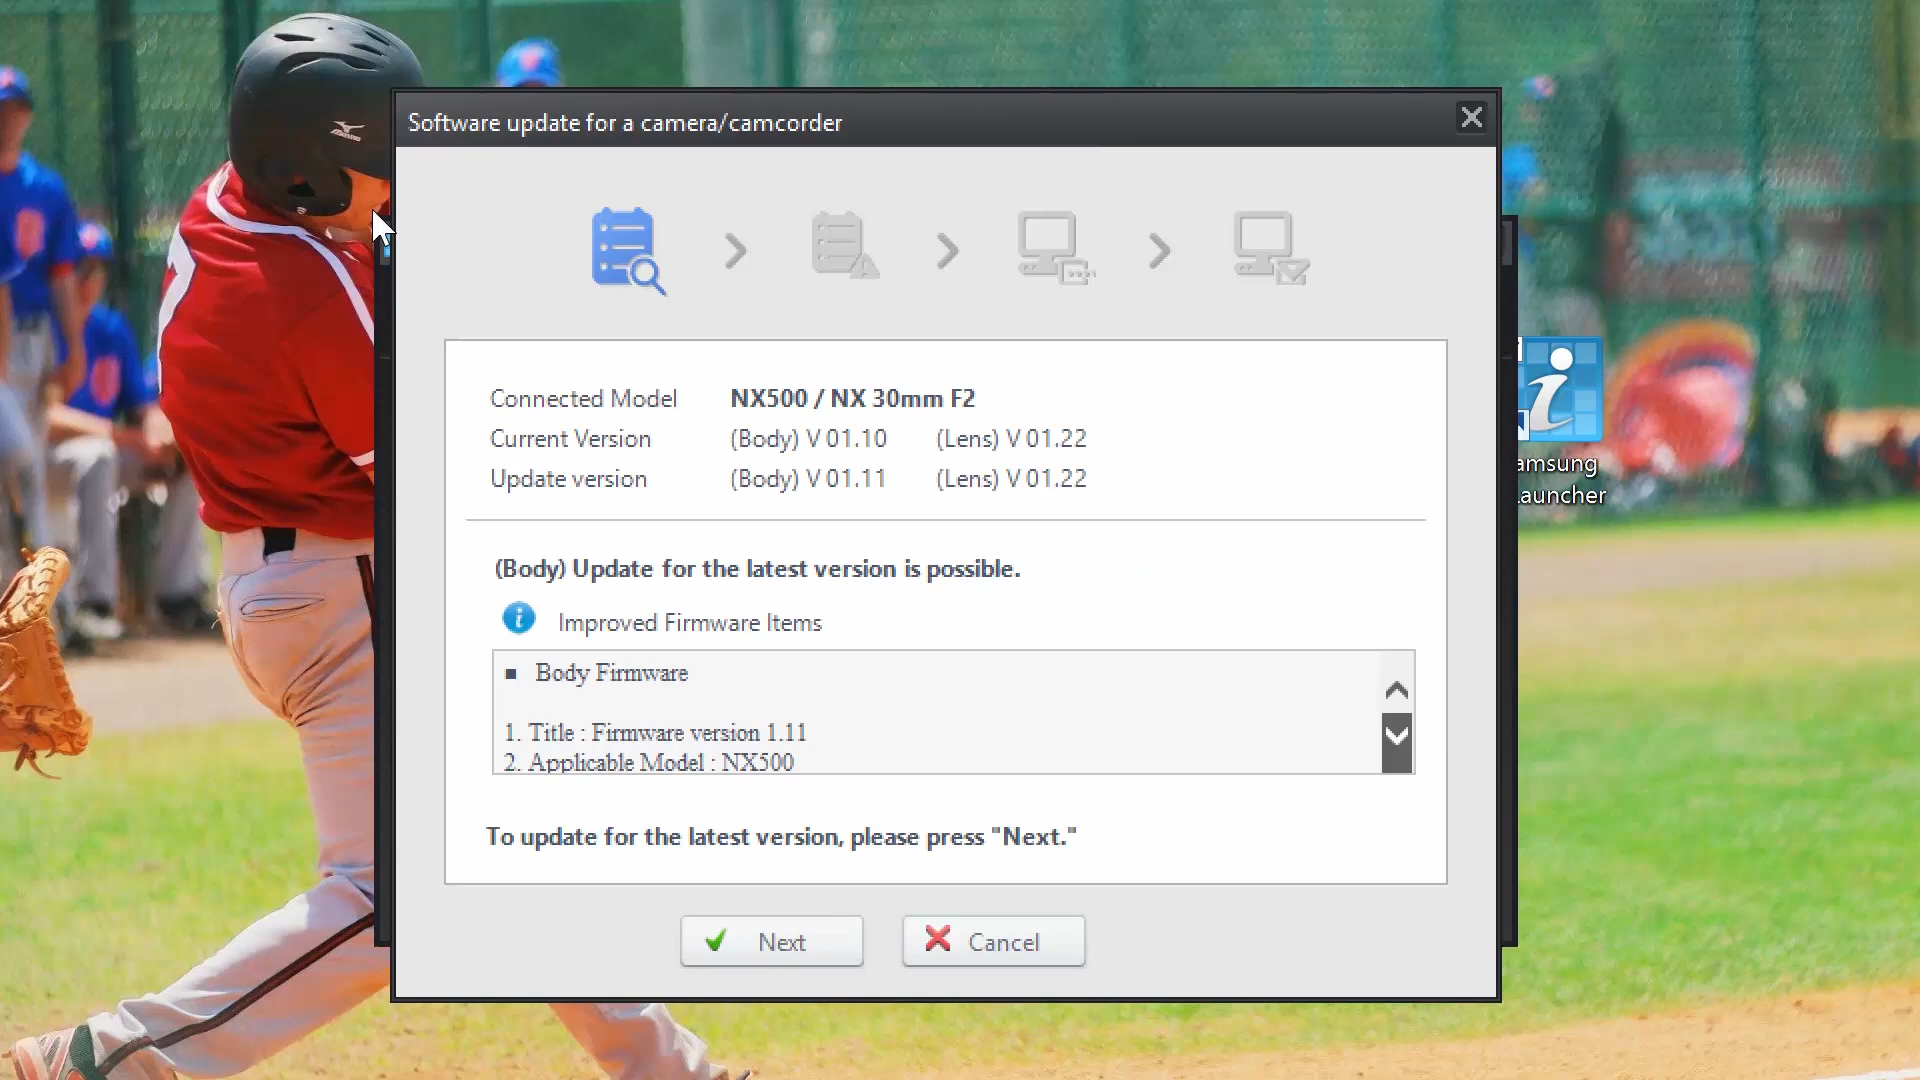 Software update for a camera/camcorder
Connected Model NX500 / NX 30mm F2
Current Version (Body) V 01.10 (Lens) V 01.22
Update version (Body) V 01.11 (Lens) V 01.22
(Body) Update for the latest version is possible.
Improved Firmware Items
■ Body Firmware
1. Title : Firmware version 1.11
2. Applicable Model : NX500
To update for the latest version, please press "Next."
Next
Cancel
amsung
auncher
7